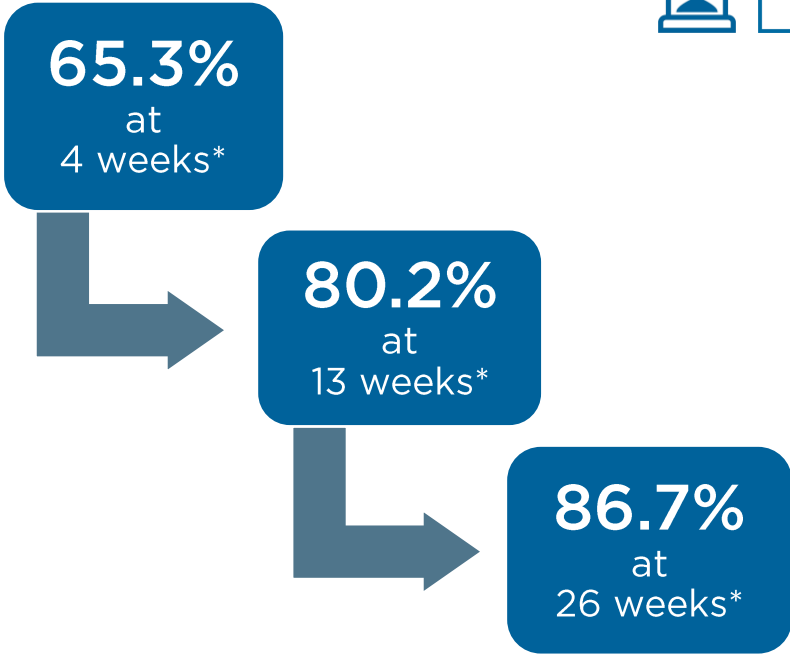 65.3%
at
4 weeks*
80.2%
at
13 weeks*
86.7%
at
26 weeks*